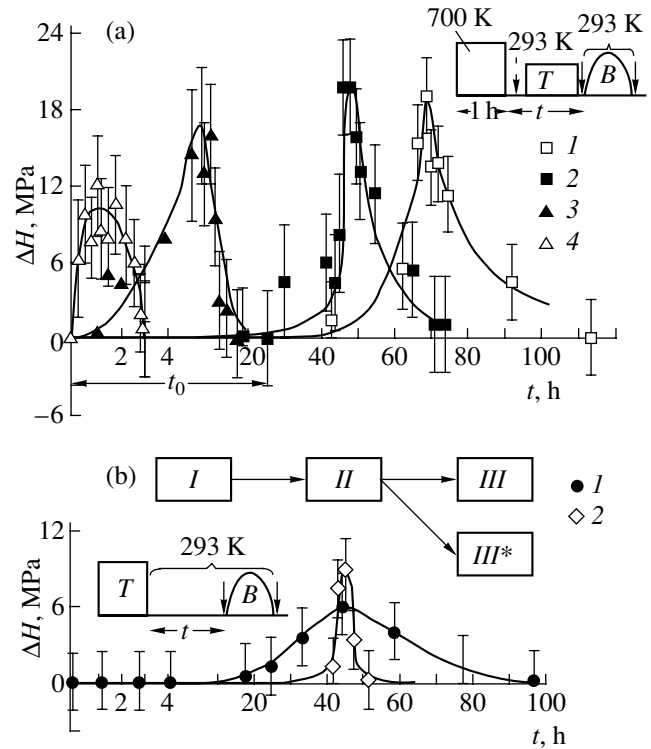 (a)
24
18
12
6
0
−6
ΔH, MPa
700 K
293 K
293 K
T
B
1 h
t
1
2
3
4
2 4 20 40 60 80 100
t₀
t, h
(b)
I
II
III
III*
1
2
12
6
0
ΔH, MPa
293 K
T
B
t
2 4 20 40 60 80 100
t, h